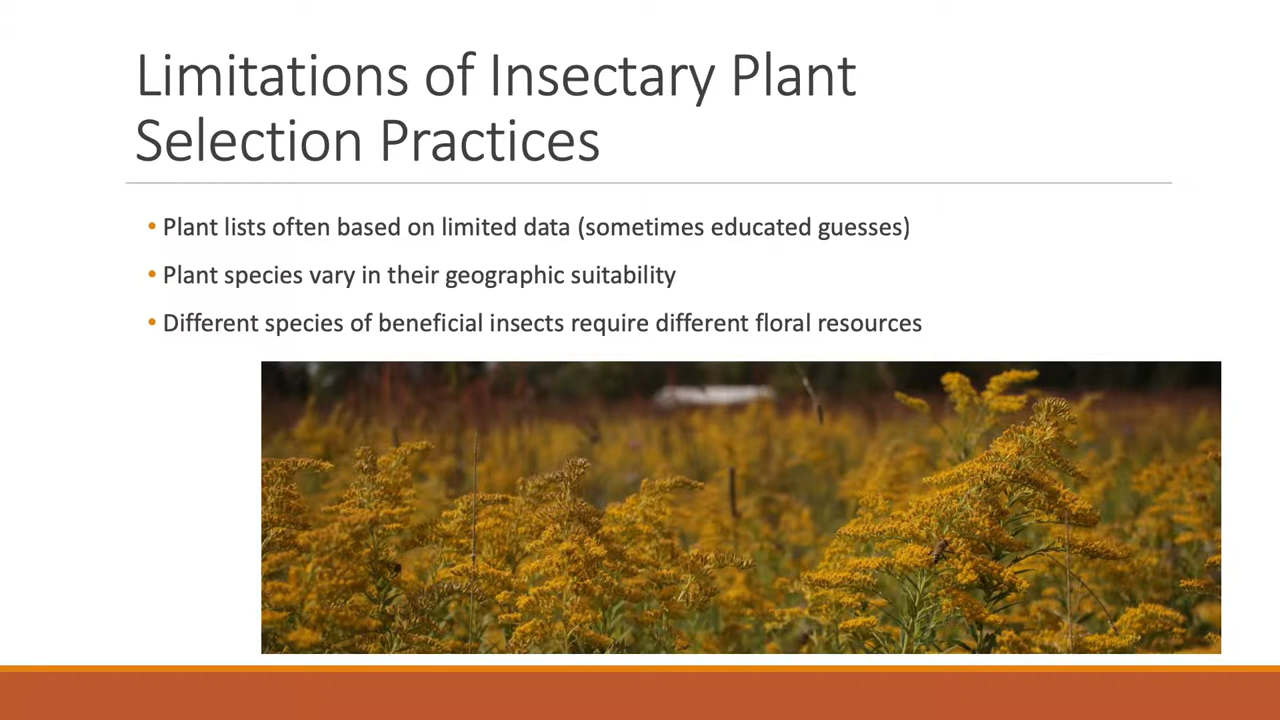 Limitations of Insectary Plant
Selection Practices
• Plant lists often based on limited data (sometimes educated guesses)
• Plant species vary in their geographic suitability
• Different species of beneficial insects require different floral resources